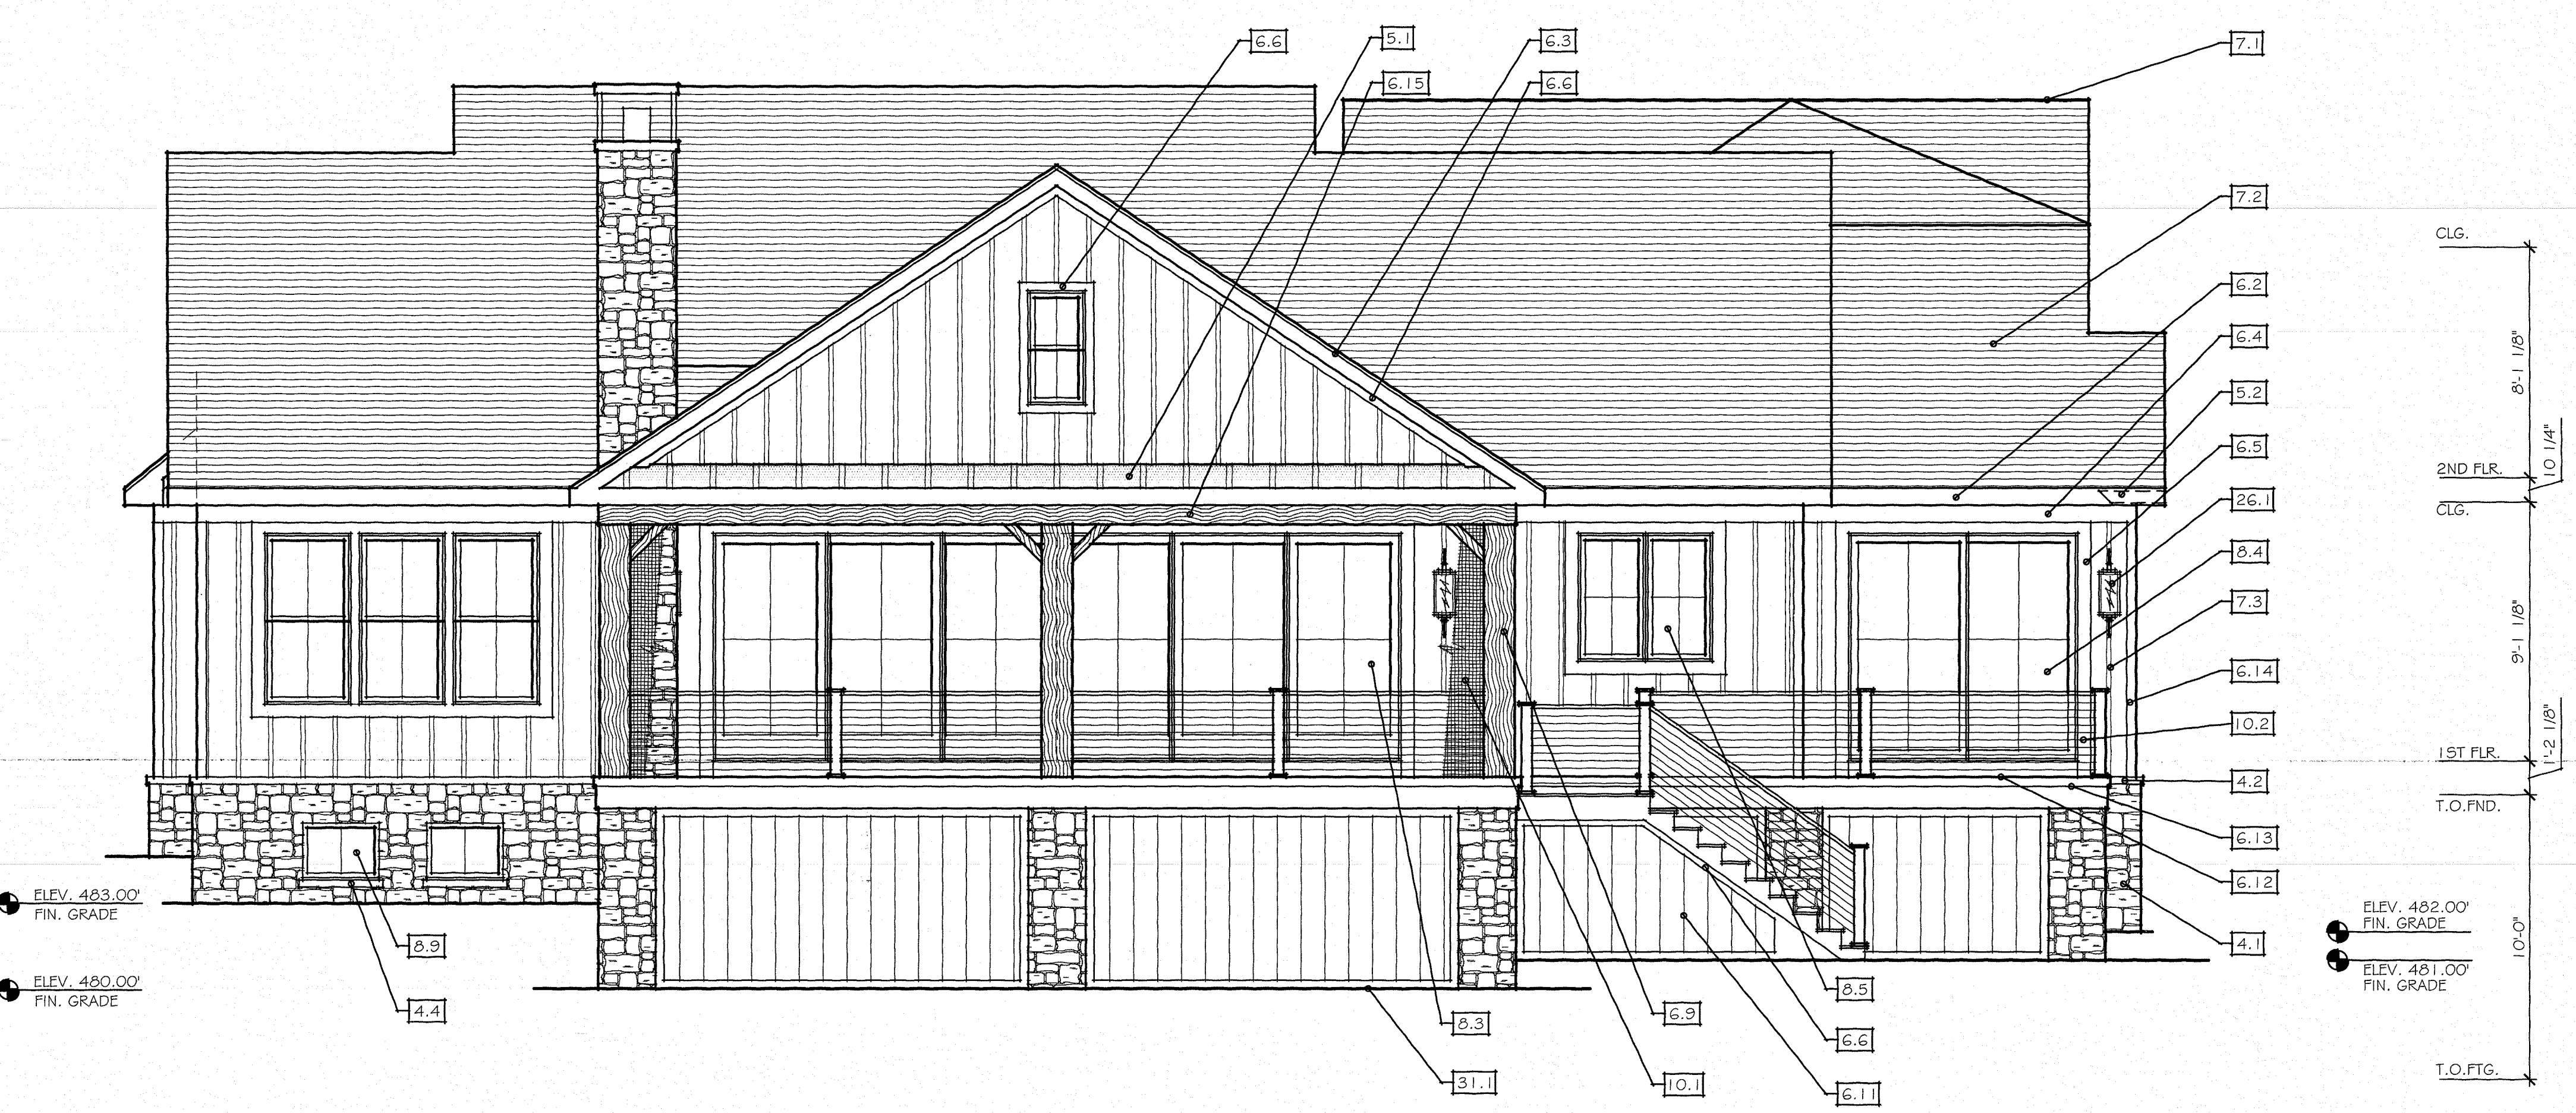 6.6
5.1
6.3
7.1
6.15
6.6
7.2
CLG.
6.2
6.4
8'-1 1/8"
5.2
6.5
10 1/4"
2ND FLR.
26.1
CLG.
8.4
7.3
9'-1 1/8"
6.14
10.2
1'-2 1/8"
1ST FLR.
4.2
T.O.FND.
6.13
6.12
ELEV. 483.00'
FIN. GRADE
ELEV. 482.00'
FIN. GRADE
8.9
4.1
10'-0"
ELEV. 480.00'
FIN. GRADE
ELEV. 481.00'
FIN. GRADE
4.4
8.5
8.3
6.9
6.6
31.1
10.1
6.11
T.O.FTG.